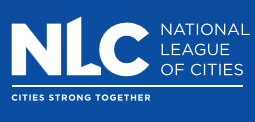 NLC
NATIONAL
LEAGUE
OF CITIES
CITIES STRONG TOGETHER